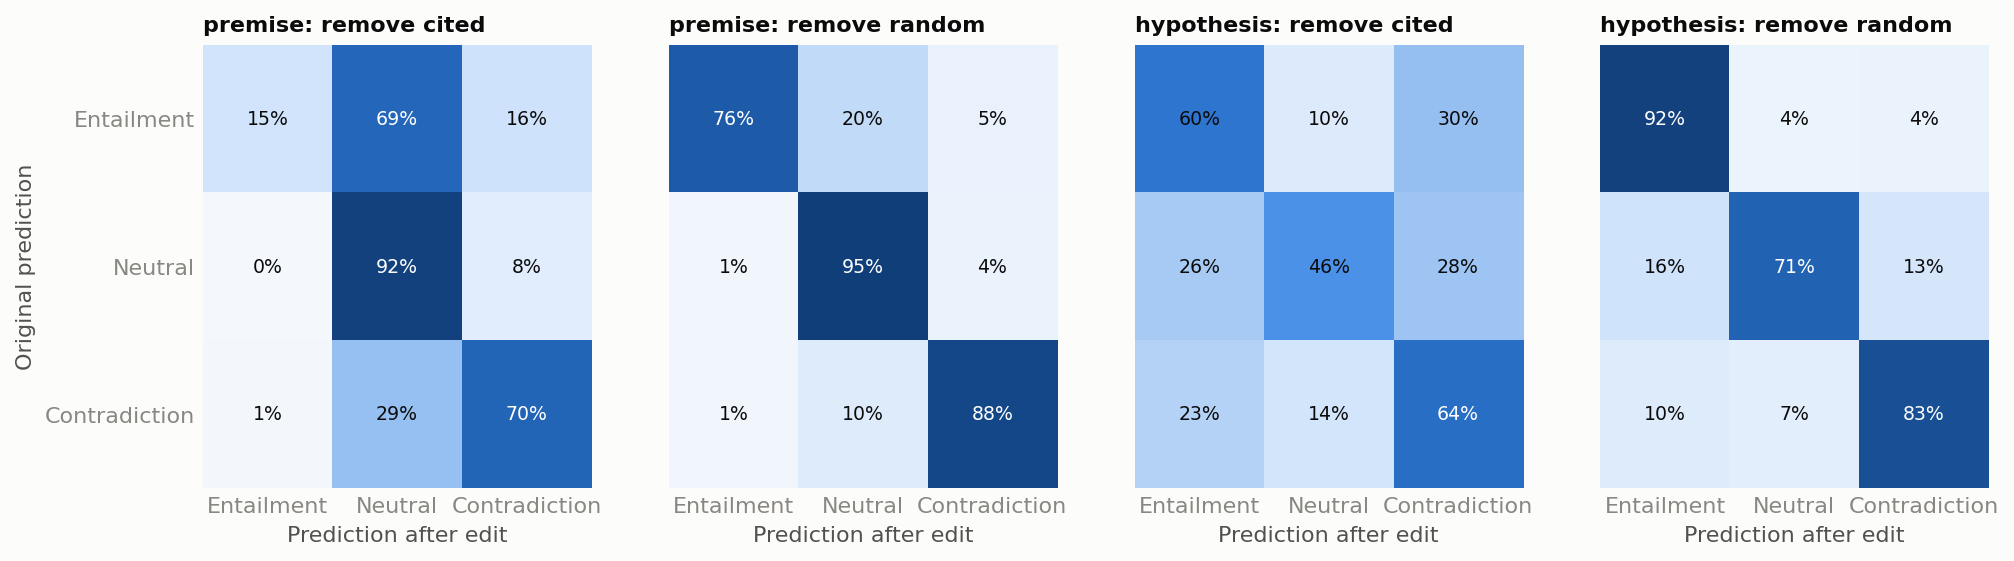 premise: remove cited
premise: remove random
hypothesis: remove cited
hypothesis: remove random
Original prediction
Entailment 15% 69% 16% 76% 20% 5% 60% 10% 30% 92% 4% 4%
Neutral 0% 92% 8% 1% 95% 4% 26% 46% 28% 16% 71% 13%
Contradiction 1% 29% 70% 1% 10% 88% 23% 14% 64% 10% 7% 83%
Entailment Neutral Contradiction Entailment Neutral Contradiction Entailment Neutral Contradiction Entailment Neutral Contradiction
Prediction after edit
Prediction after edit
Prediction after edit
Prediction after edit